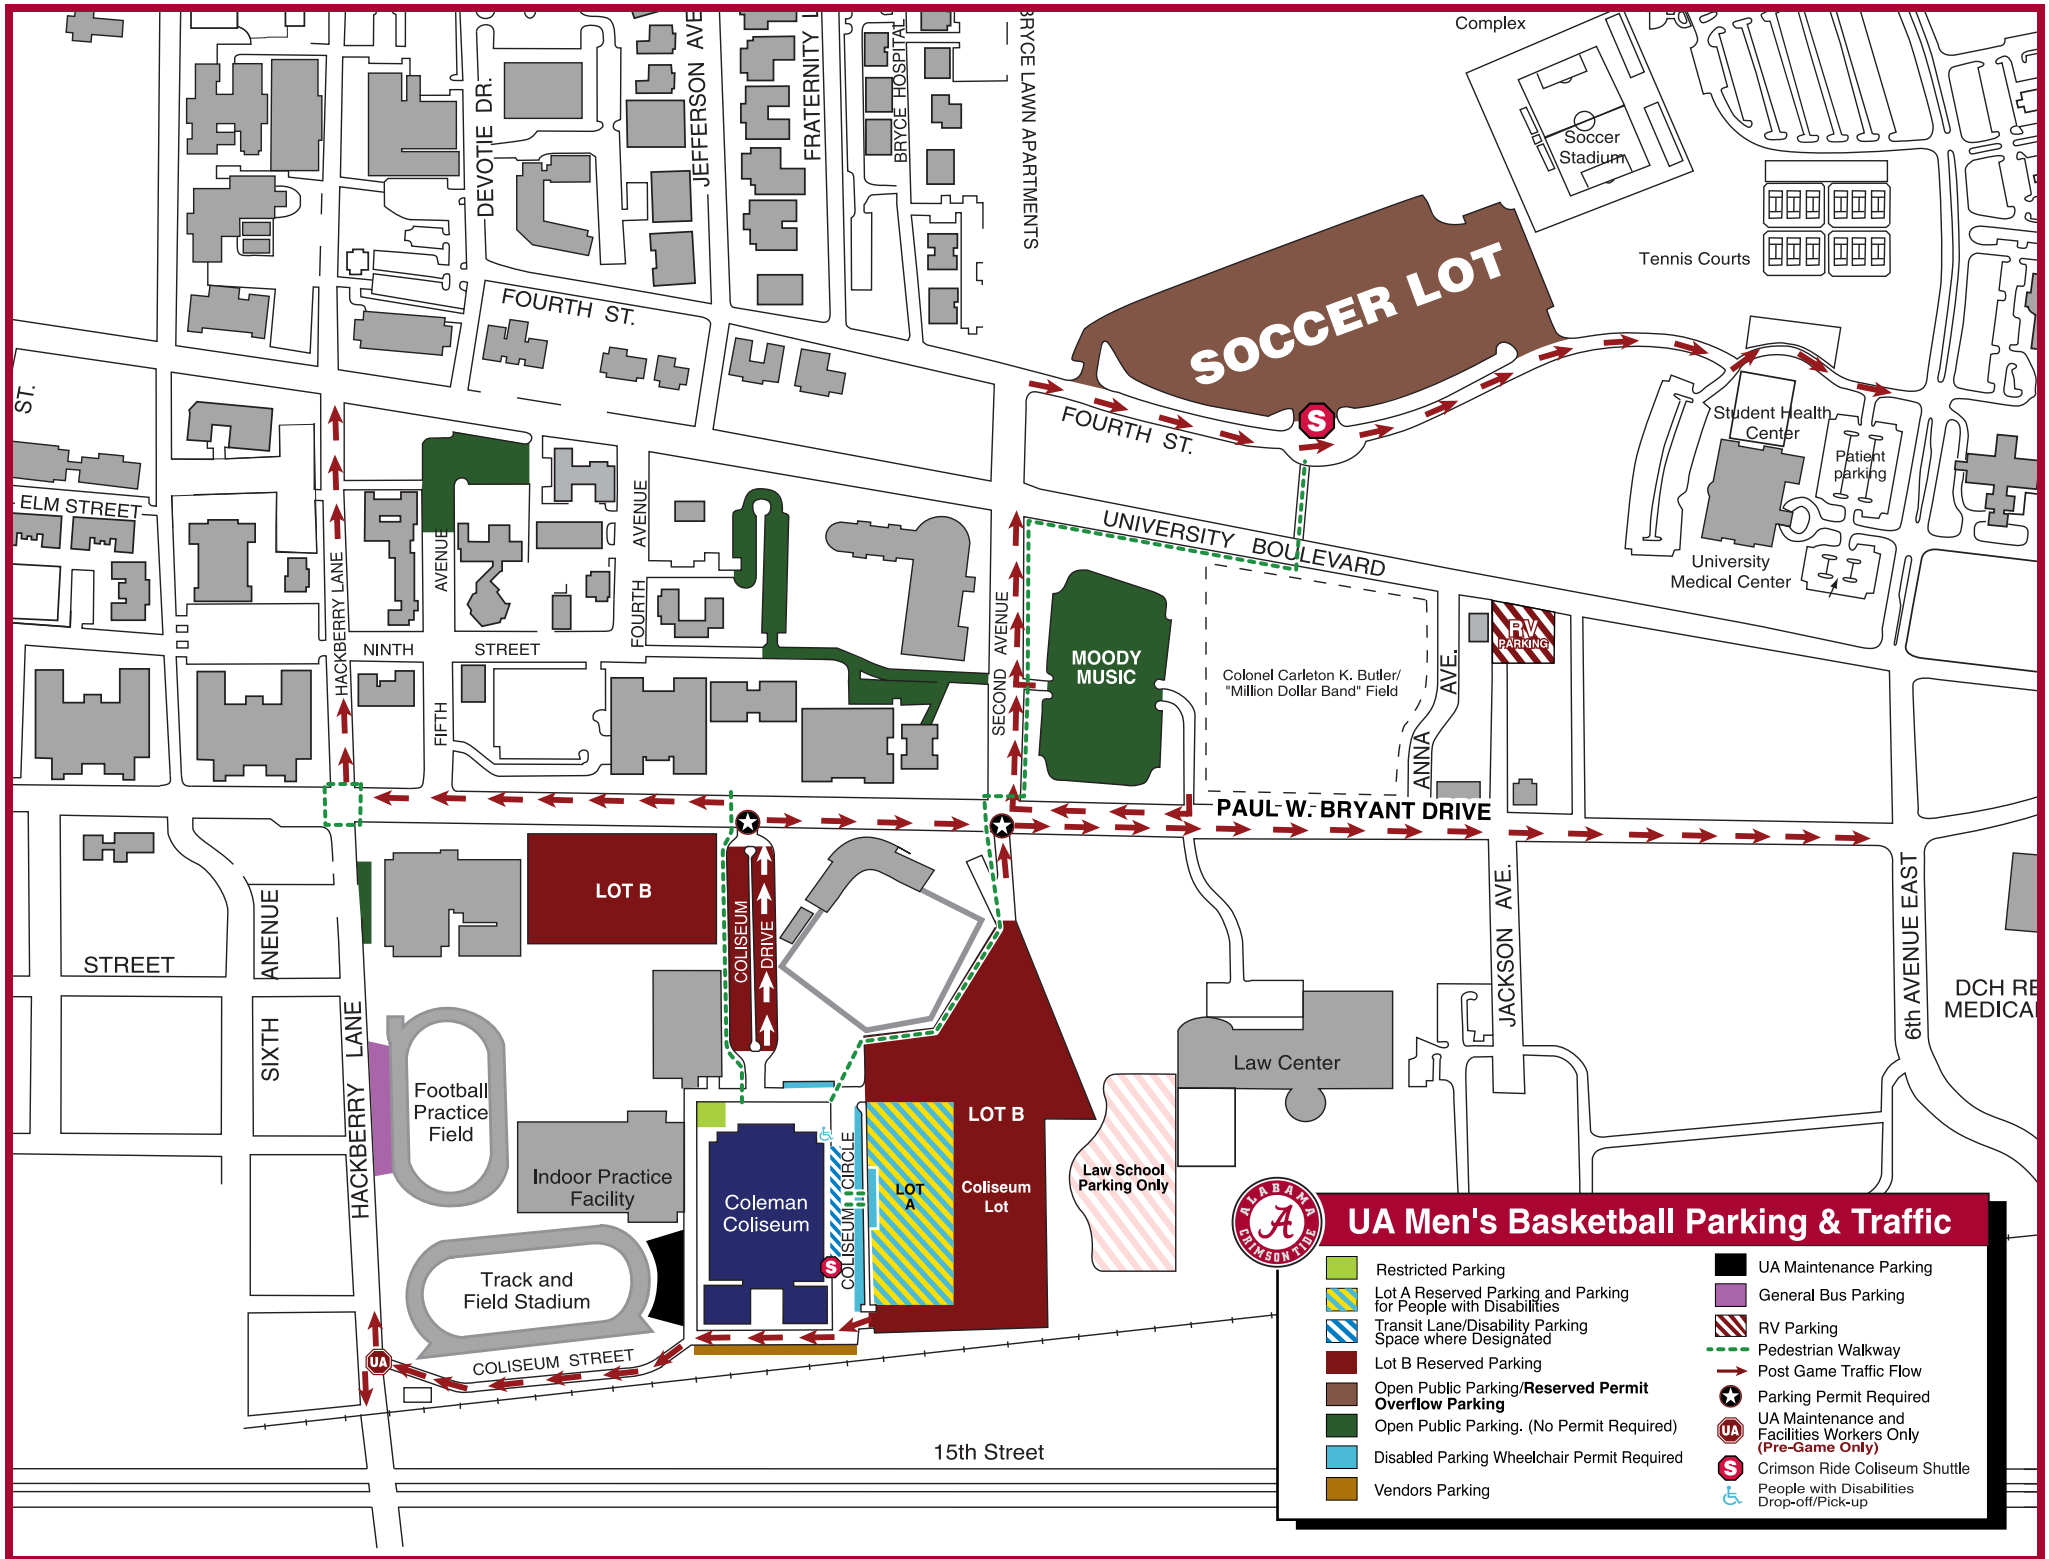 Complex
BRYCE LAWN APARTMENTS
BRYCE HOSPITAL
FRATERNITY
JEFFERSON AVE
DEVOTIE DR.
Soccer
Stadium
Tennis Courts
SOCCER LOT
FOURTH ST.
FOURTH ST.
S
ST.
ELM STREET
Student Health
Center
Patient
parking
University
Medical Center
UNIVERSITY BOULEVARD
HACKBERRY LANE
AVENUE
FIFTH
AVENUE
FOURTH
NINTH STREET
SECOND AVENUE
MOODY
MUSIC
Colonel Carleton K. Butler/
"Million Dollar Band" Field
ANNA AVE.
RV
PARKING
PAUL W. BRYANT DRIVE
LOT B
COLISEUM
DRIVE
STREET
SIXTH ANENUE
HACKBERRY LANE
JACKSON AVE.
6th AVENUE EAST
DCH RE
MEDICA
Football
Practice
Field
Law Center
LOT B
Coliseum
Lot
Law School
Parking Only
Indoor Practice
Facility
Coleman
Coliseum
COLISEUM CIRCLE
LOT
A
S
Track and
Field Stadium
COLISEUM STREET
UA
15th Street
ALABAMA
A
CRIMSON TIDE
UA Men's Basketball Parking & Traffic
Restricted Parking
Lot A Reserved Parking and Parking
for People with Disabilities
Transit Lane/Disability Parking
Space where Designated
Lot B Reserved Parking
Open Public Parking/Reserved Permit
Overflow Parking
Open Public Parking. (No Permit Required)
Disabled Parking Wheelchair Permit Required
Vendors Parking
UA Maintenance Parking
General Bus Parking
RV Parking
Pedestrian Walkway
Post Game Traffic Flow
Parking Permit Required
UA
UA Maintenance and
Facilities Workers Only
(Pre-Game Only)
S
Crimson Ride Coliseum Shuttle
People with Disabilities
Drop-off/Pick-up